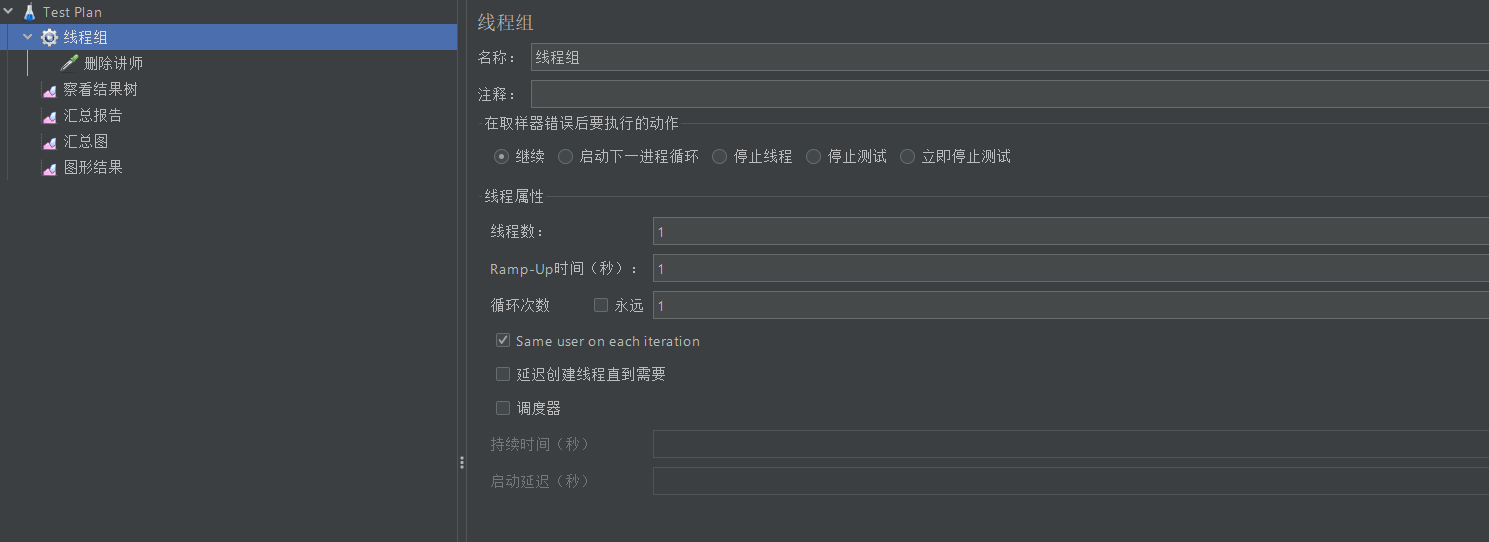 Test Plan
线程组
删除讲师
察看结果树
汇总报告
汇总图
图形结果
线程组
名称： 线程组
注释：
在取样器错误后要执行的动作
继续 启动下一进程循环 停止线程 停止测试 立即停止测试
线程属性
线程数： 1
Ramp-Up时间（秒）： 1
循环次数 永远 1
Same user on each iteration
延迟创建线程直到需要
调度器
持续时间（秒）
启动延迟（秒）